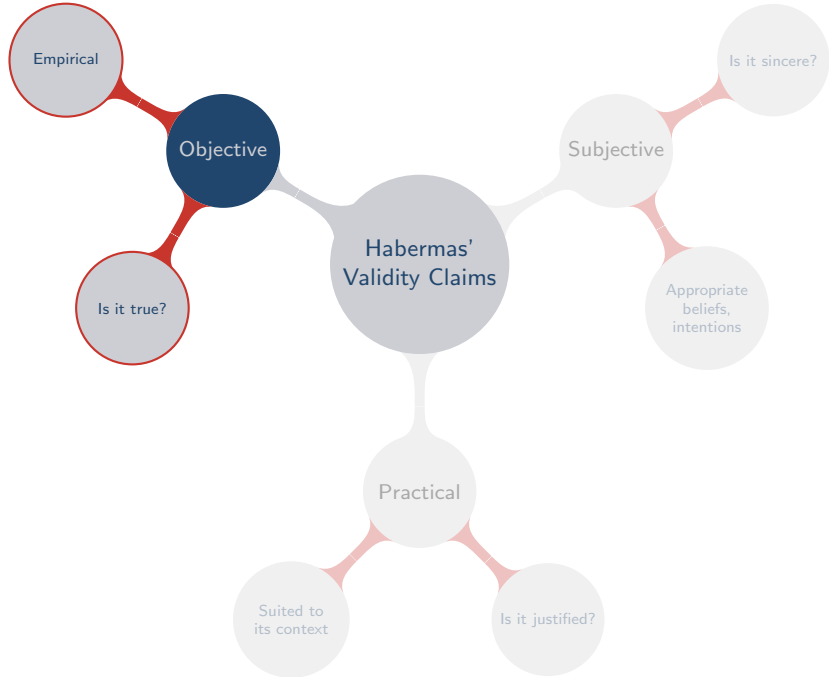 Empirical
Is it sincere?
Objective
Subjective
Habermas'
Validity Claims
Is it true?
Appropriate
beliefs,
intentions
Practical
Suited to
its context
Is it justified?